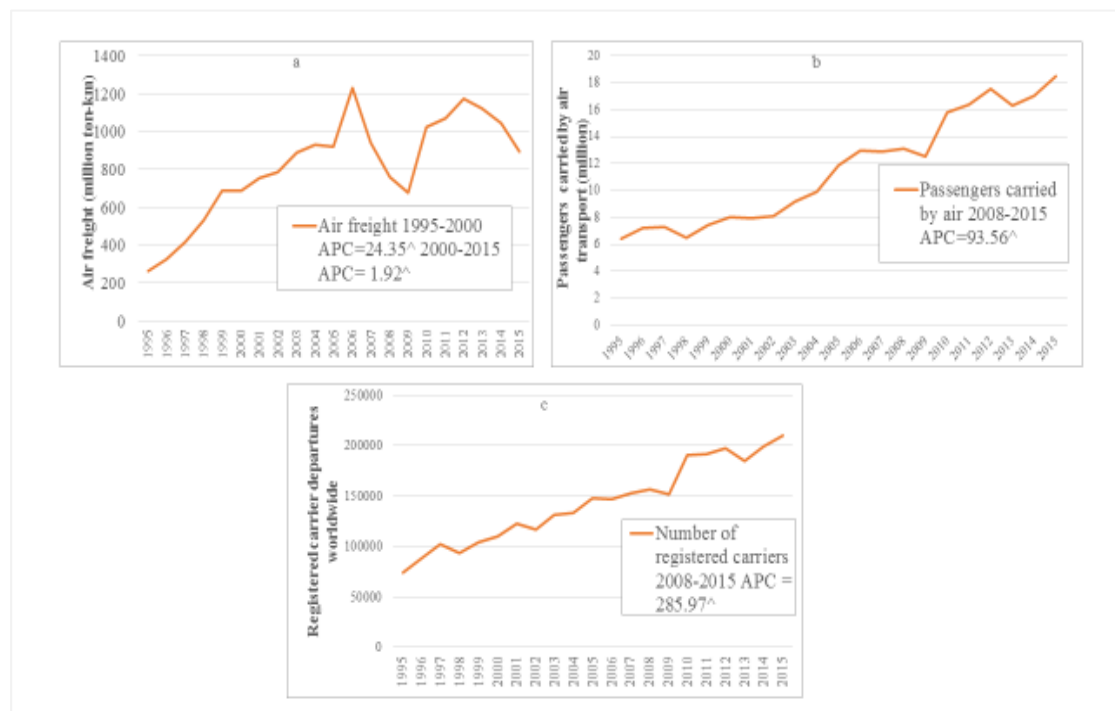 a
Air freight (million ton-km)
1400
1200
1000
800
600
400
200
0
Air freight 1995-2000
APC=24.35^ 2000-2015
APC= 1.92^
1995 1996 1997 1998 1999 2000 2001 2002 2003 2004 2005 2006 2007 2008 2009 2010 2011 2012 2013 2014 2015
b
Passengers carried by air
transport (million)
20
18
16
14
12
10
8
6
4
2
0
Passengers carried
by air 2008-2015
APC=93.56^
1995 1996 1997 1998 1999 2000 2001 2002 2003 2004 2005 2006 2007 2008 2009 2010 2011 2012 2013 2014 2015
c
Registered carrier departures
worldwide
250000
200000
150000
100000
50000
0
Number of
registered carriers
2008-2015 APC =
285.97^
1995 1996 1997 1998 1999 2000 2001 2002 2003 2004 2005 2006 2007 2008 2009 2010 2011 2012 2013 2014 2015